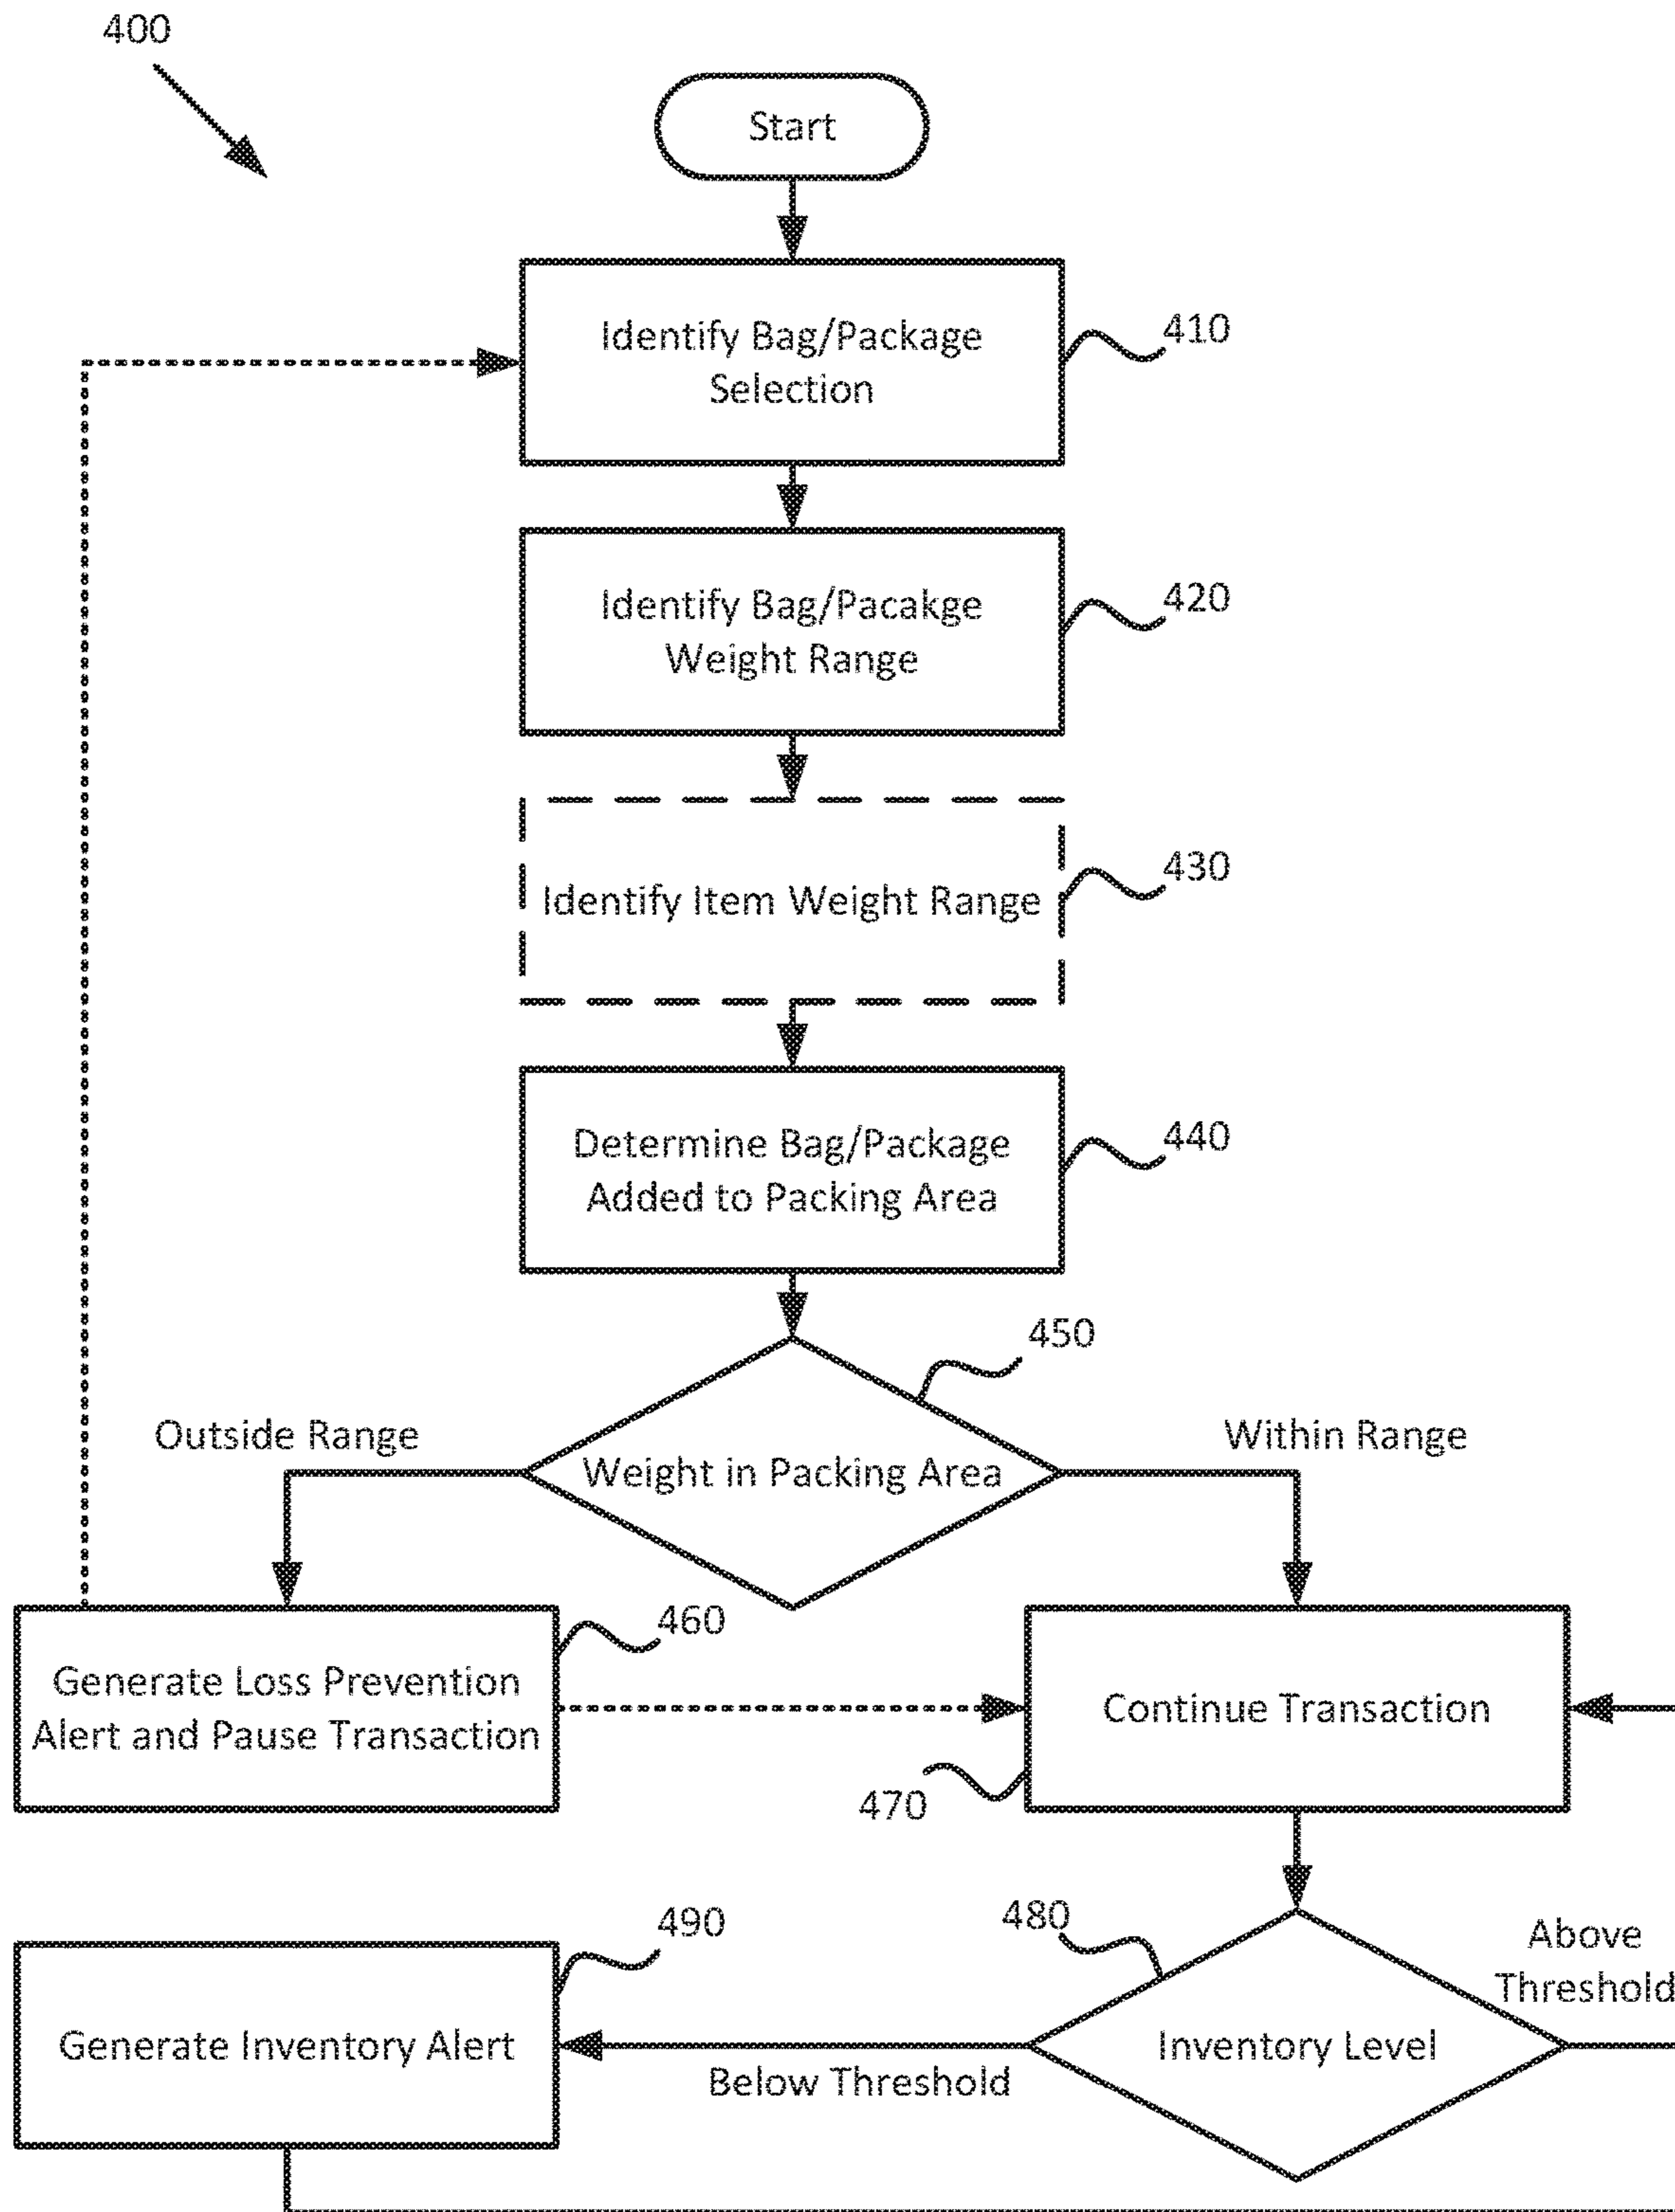 400
Start
Identify Bag/Package
Selection
410
Identify Bag/Pacakge
Weight Range
420
Identify Item Weight Range
430
Determine Bag/Package
Added to Packing Area
440
450
Outside Range
Weight in Packing Area
Within Range
460
Generate Loss Prevention
Alert and Pause Transaction
Continue Transaction
470
490
480
Above
Threshold
Generate Inventory Alert
Inventory Level
Below Threshold